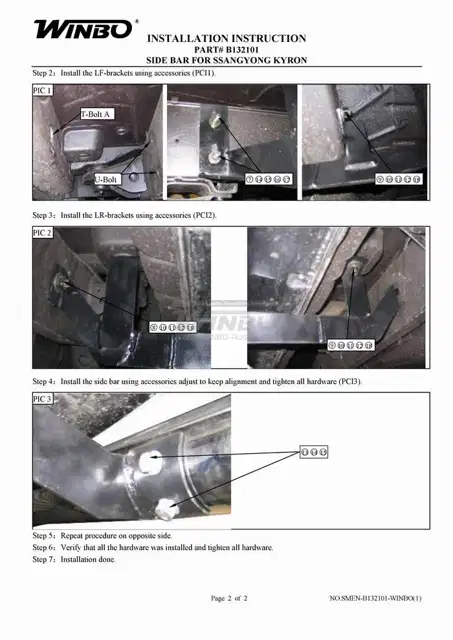 WINBO®
INSTALLATION INSTRUCTION
PART# B132101
SIDE BAR FOR SSANGYONG KYRON
Step 2: Install the LF-brackets using accessories (PCI1).
PIC 1
T-Bolt A
U-Bolt
Step 3: Install the LR-brackets using accessories (PCI2).
PIC 2
WINBO
Step 4: Install the side bar using accessories adjust to keep alignment and tighten all hardware (PCI3).
PIC 3
⑬⑭⑮
Step 5: Repeat procedure on opposite side.
Step 6: Verify that all the hardware was installed and tighten all hardware.
Step 7: Installation done.
Page 2 of 2
NO.SMEN-B132101-WINBO(1)